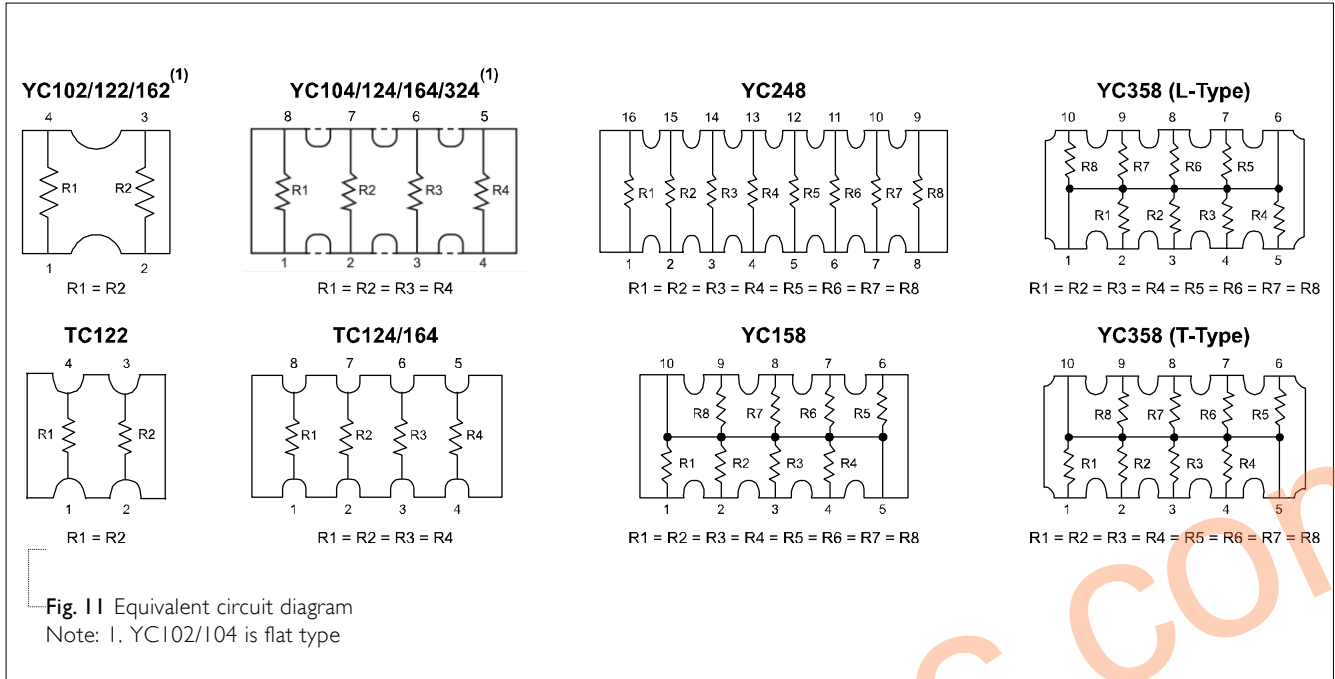 YC102/122/162(1)
4 3
R1 R2
1 2
R1 = R2
YC104/124/164/324(1)
8 7 6 5
R1 R2 R3 R4
1 2 3 4
R1 = R2 = R3 = R4
YC248
16 15 14 13 12 11 10 9
R1 R2 R3 R4 R5 R6 R7 R8
1 2 3 4 5 6 7 8
R1 = R2 = R3 = R4 = R5 = R6 = R7 = R8
YC358 (L-Type)
10 9 8 7 6
R8 R7 R6 R5
R1 R2 R3 R4
1 2 3 4 5
R1 = R2 = R3 = R4 = R5 = R6 = R7 = R8
TC122
4 3
R1 R2
1 2
R1 = R2
TC124/164
8 7 6 5
R1 R2 R3 R4
1 2 3 4
R1 = R2 = R3 = R4
YC158
10 9 8 7 6
R8 R7 R6 R5
R1 R2 R3 R4
1 2 3 4 5
R1 = R2 = R3 = R4 = R5 = R6 = R7 = R8
YC358 (T-Type)
10 9 8 7 6
R8 R7 R6 R5
R1 R2 R3 R4
1 2 3 4 5
R1 = R2 = R3 = R4 = R5 = R6 = R7 = R8
Fig. 11 Equivalent circuit diagram
Note: 1. YC102/104 is flat type